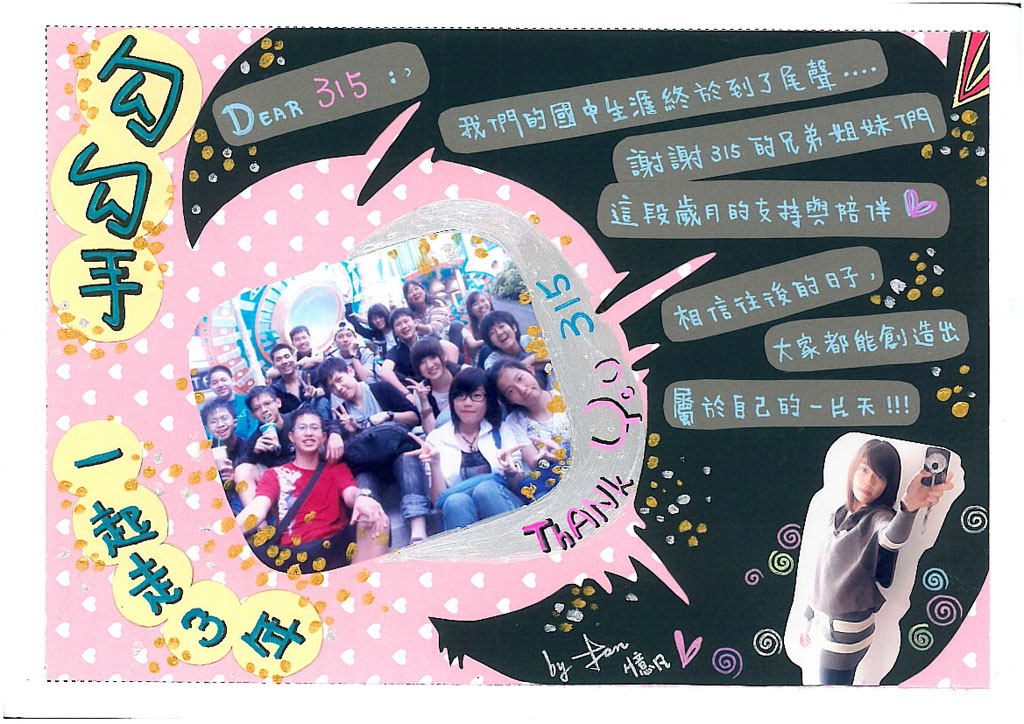 勾勾手
一起走3年
DEAR 315 :,
我們的國中生涯終於到了尾聲....
謝謝315的兄弟姐妹們
這段歲月的支持與陪伴
相信往後的日子,
大家都能創造出
屬於自己的一片天!!!
THANK
315
by Fan
憶凡